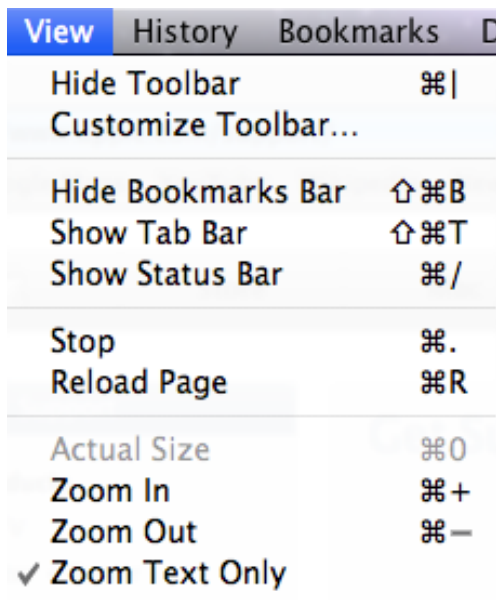 View History Bookmarks D
Hide Toolbar ⌘|
Customize Toolbar...
Hide Bookmarks Bar ⇧⌘B
Show Tab Bar ⇧⌘T
Show Status Bar ⌘/
Stop ⌘.
Reload Page ⌘R
Actual Size ⌘0
Zoom In ⌘+
Zoom Out ⌘−
✓ Zoom Text Only